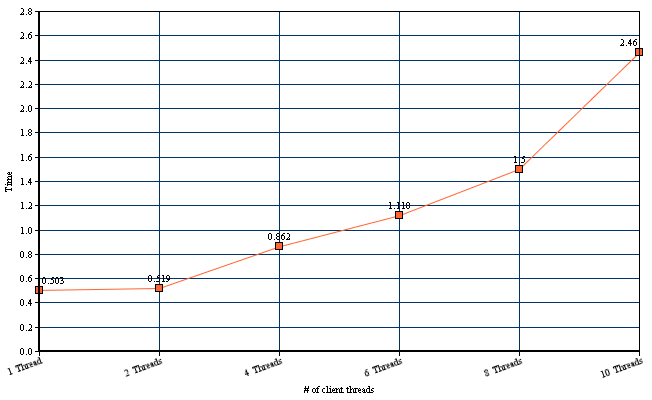 2.8
2.6
2.46
2.4
2.2
2.0
1.8
1.6
1.5
1.4
1.2
1.118
1.0
0.862
0.8
0.6
0.503
0.519
0.4
0.2
0.0
Time
1 Thread
2 Threads
4 Threads
6 Threads
8 Threads
10 Threads
# of client threads